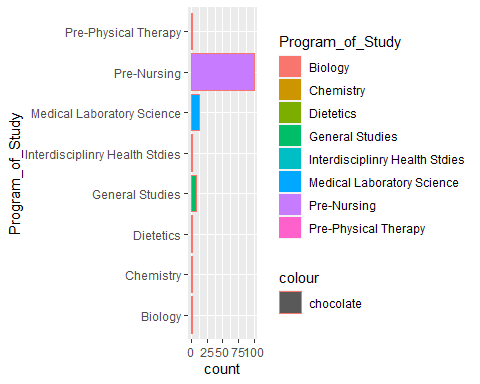 Program_of_Study
Pre-Physical Therapy
Pre-Nursing
Medical Laboratory Science
Interdisciplinry Health Stdies
General Studies
Dietetics
Chemistry
Biology
0 25 50 75 100
count
Program_of_Study
Biology
Chemistry
Dietetics
General Studies
Interdisciplinry Health Stdies
Medical Laboratory Science
Pre-Nursing
Pre-Physical Therapy
colour
chocolate